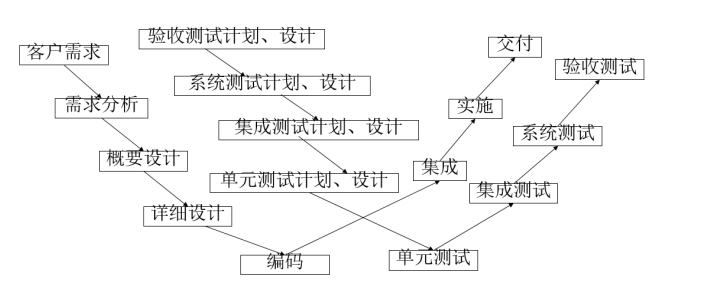 客户需求
验收测试计划、设计
交付
验收测试
系统测试计划、设计
需求分析
实施
集成测试计划、设计
系统测试
概要设计
集成
单元测试计划、设计
集成测试
详细设计
编码
单元测试